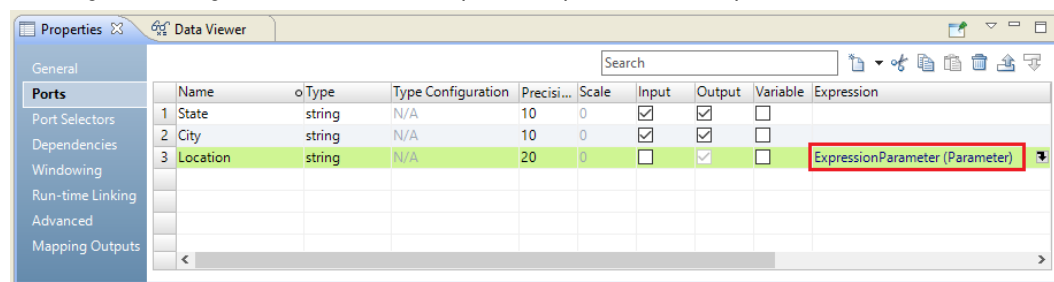 Properties Data Viewer
Search
General
Ports
Port Selectors
Dependencies
Windowing
Run-time Linking
Advanced
Mapping Outputs
Name o Type Type Configuration Precisi... Scale Input Output Variable Expression
1 State string N/A 10 0
2 City string N/A 10 0
3 Location string N/A 20 0 ExpressionParameter (Parameter)